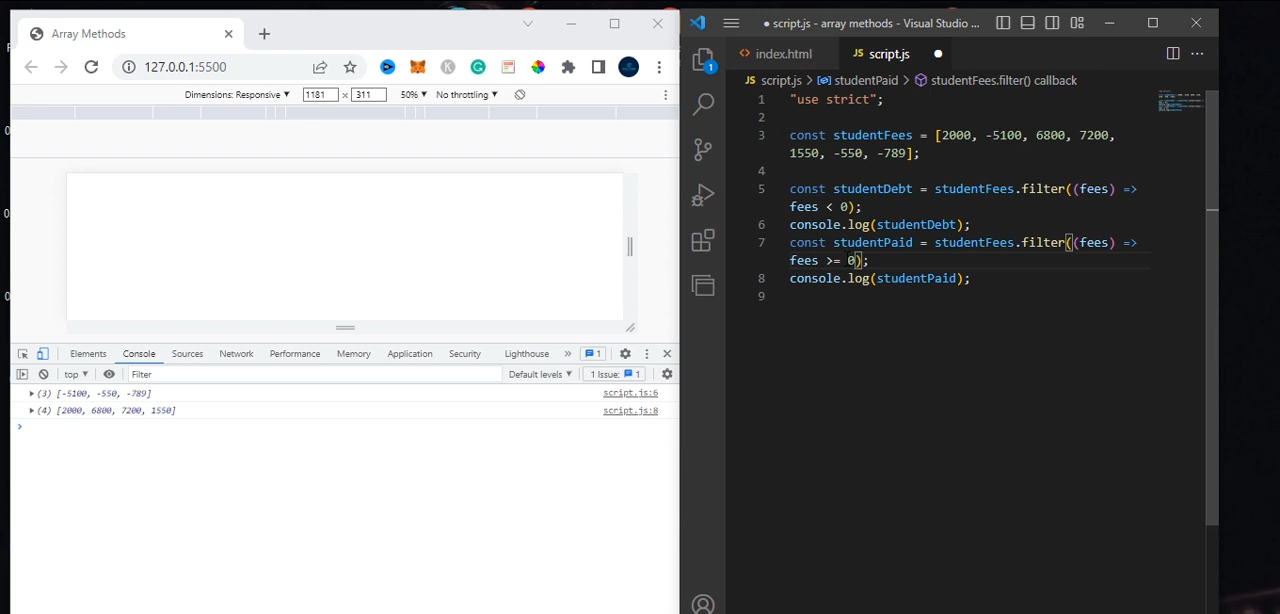 Array Methods
127.0.0.1:5500
Dimensions: Responsive ▼ 1181 × 311 50% ▼ No throttling ▼
Elements Console Sources Network Performance Memory Application Security Lighthouse » 1
top ▼ Filter Default levels ▼ 1 Issue: 1
(3) [-5100, -550, -789] script.js:6
(4) [2000, 6800, 7200, 1550] script.js:8
● script.js - array methods - Visual Studio ...
index.html JS script.js
1
JS script.js > studentPaid > studentFees.filter() callback
1 "use strict";
2
3 const studentFees = [2000, -5100, 6800, 7200,
1550, -550, -789];
4
5 const studentDebt = studentFees.filter((fees) =>
fees < 0);
6 console.log(studentDebt);
7 const studentPaid = studentFees.filter((fees) =>
fees >= 0);
8 console.log(studentPaid);
9